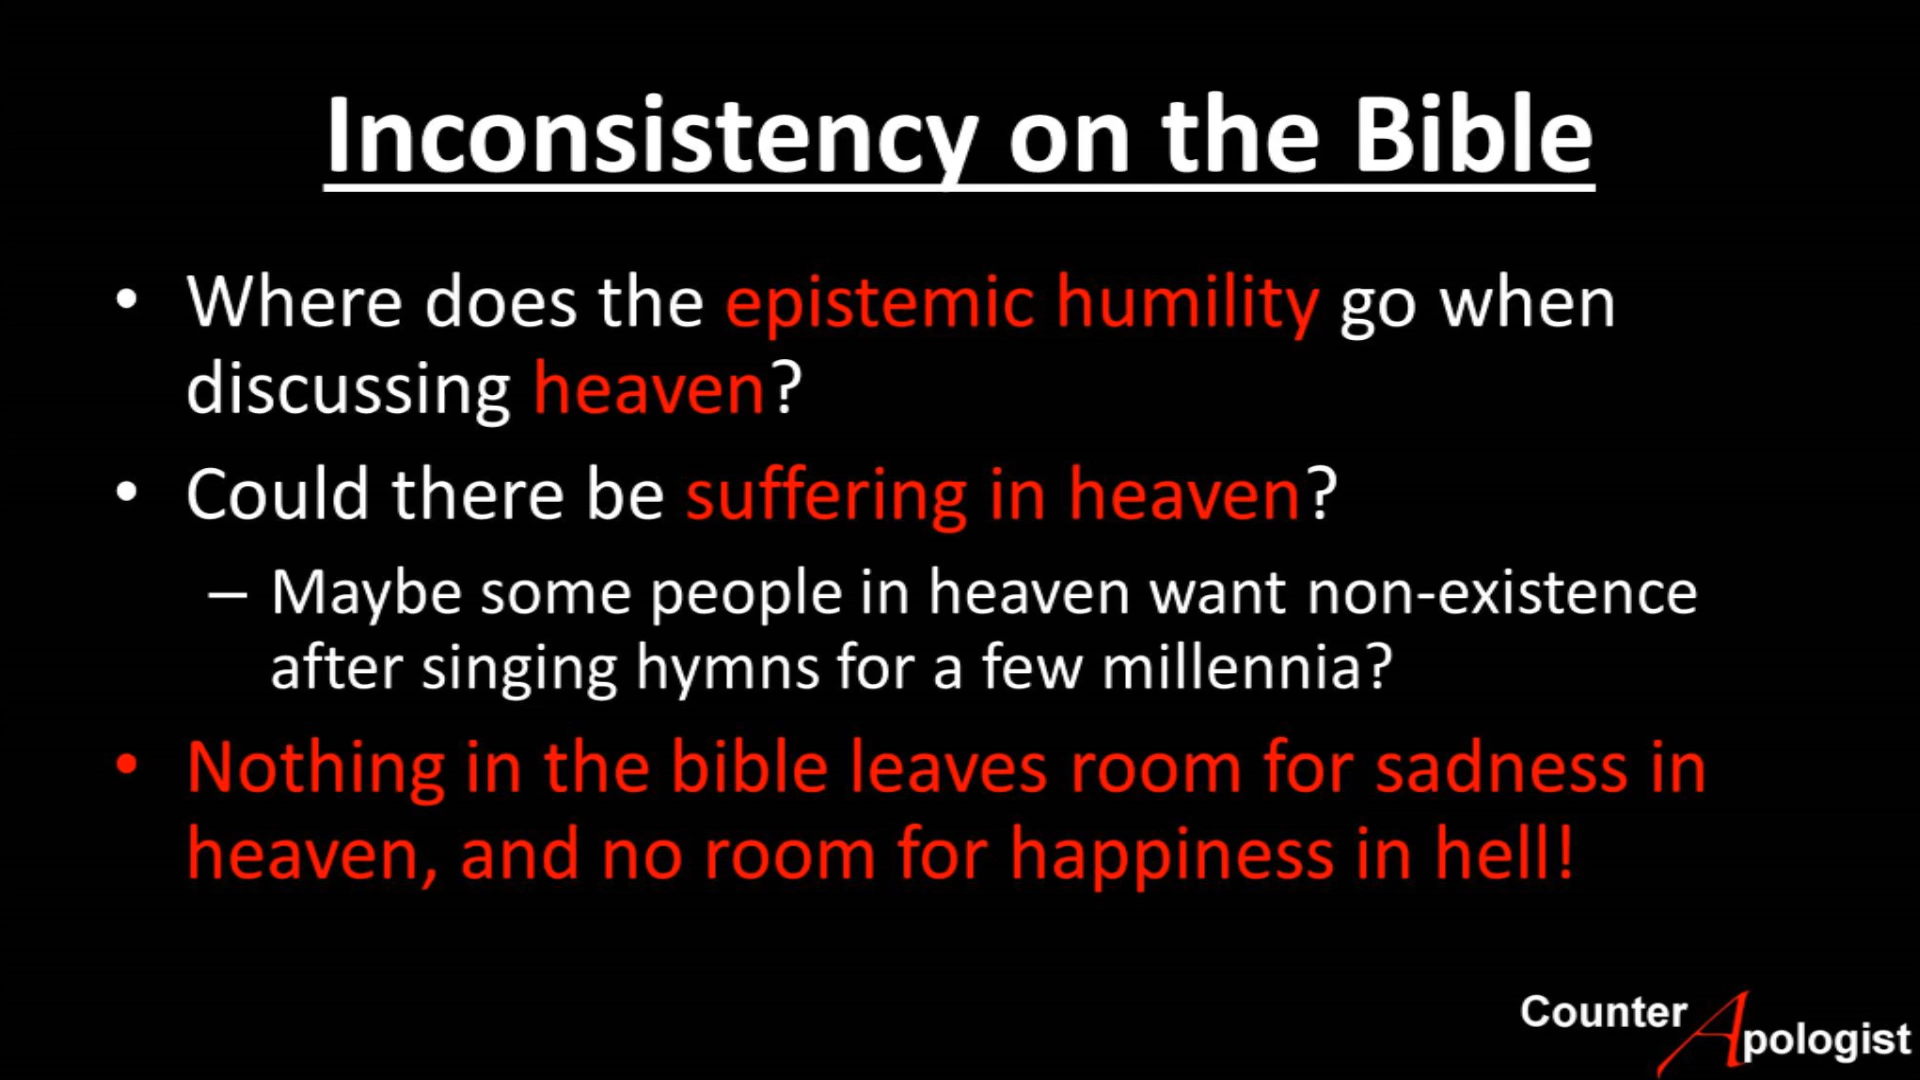 Inconsistency on the Bible
• Where does the epistemic humility go when
discussing heaven?
• Could there be suffering in heaven?
– Maybe some people in heaven want non-existence
after singing hymns for a few millennia?
• Nothing in the bible leaves room for sadness in
heaven, and no room for happiness in hell!
Counter
Apologist